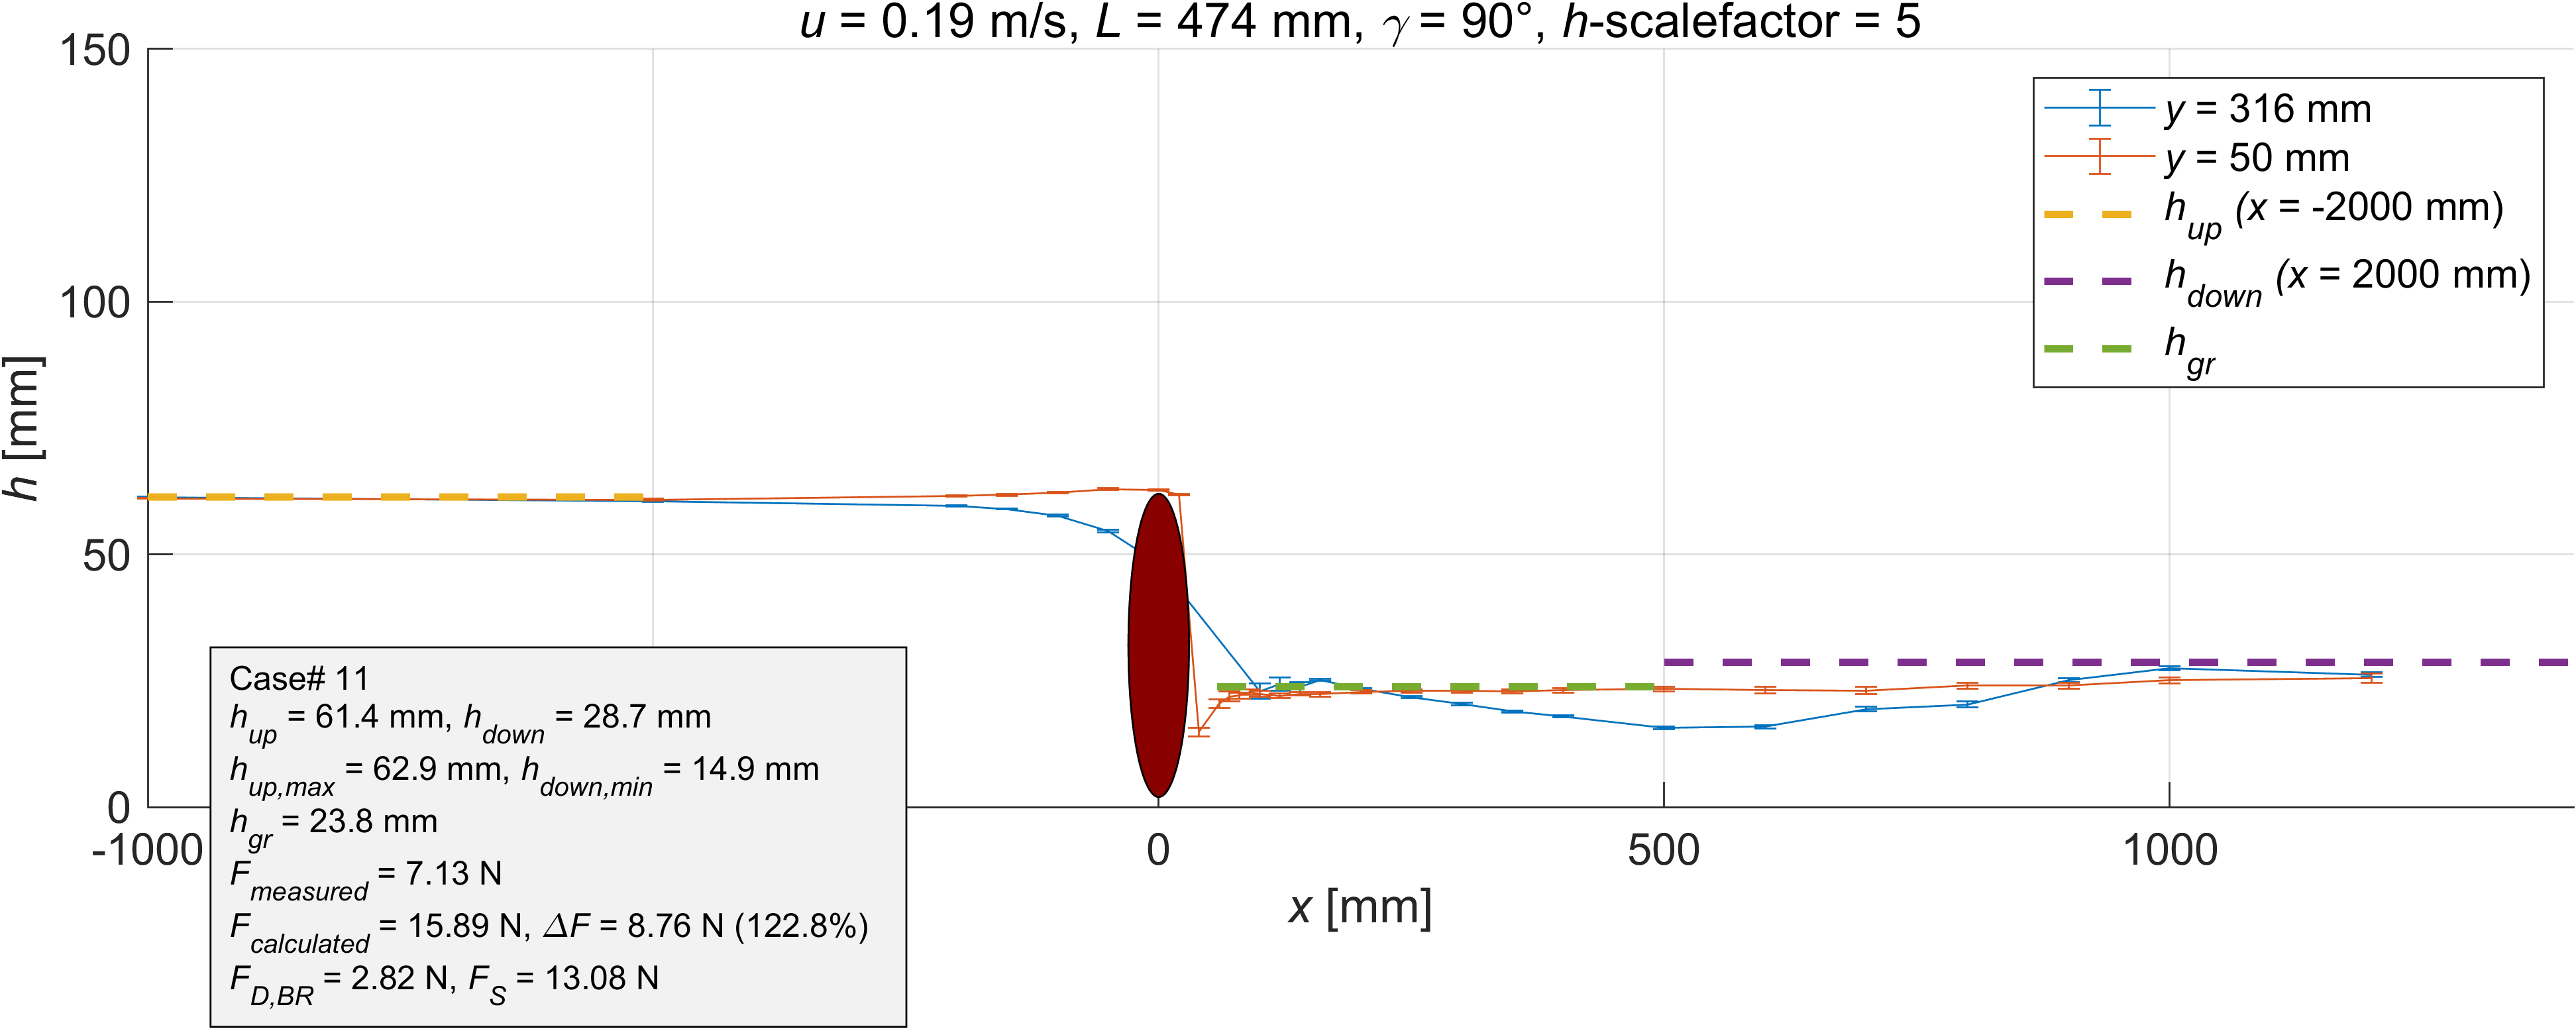 u = 0.19 m/s, L = 474 mm, γ = 90°, h-scalefactor = 5
150
100
50
0
h [mm]
-1000
0
500
1000
x [mm]
y = 316 mm
y = 50 mm
h_up (x = -2000 mm)
h_down (x = 2000 mm)
h_gr
Case# 11
h_up = 61.4 mm, h_down = 28.7 mm
h_up,max = 62.9 mm, h_down,min = 14.9 mm
h_gr = 23.8 mm
F_measured = 7.13 N
F_calculated = 15.89 N, ΔF = 8.76 N (122.8%)
F_D,BR = 2.82 N, F_S = 13.08 N